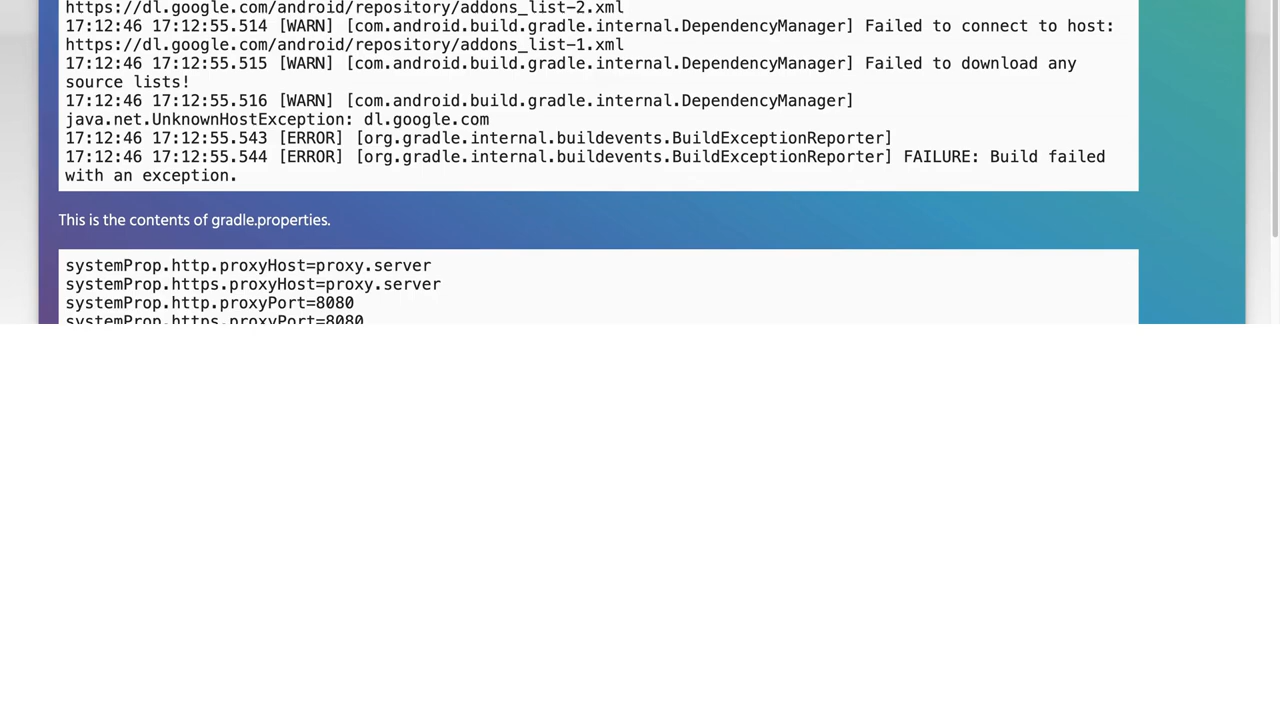 https://dl.google.com/android/repository/addons_list-2.xml
17:12:46 17:12:55.514 [WARN] [com.android.build.gradle.internal.DependencyManager] Failed to connect to host:
https://dl.google.com/android/repository/addons_list-1.xml
17:12:46 17:12:55.515 [WARN] [com.android.build.gradle.internal.DependencyManager] Failed to download any
source lists!
17:12:46 17:12:55.516 [WARN] [com.android.build.gradle.internal.DependencyManager]
java.net.UnknownHostException: dl.google.com
17:12:46 17:12:55.543 [ERROR] [org.gradle.internal.buildevents.BuildExceptionReporter]
17:12:46 17:12:55.544 [ERROR] [org.gradle.internal.buildevents.BuildExceptionReporter] FAILURE: Build failed
with an exception.
This is the contents of gradle.properties.
systemProp.http.proxyHost=proxy.server
systemProp.https.proxyHost=proxy.server
systemProp.http.proxyPort=8080
systemProp.https.proxyPort=8080